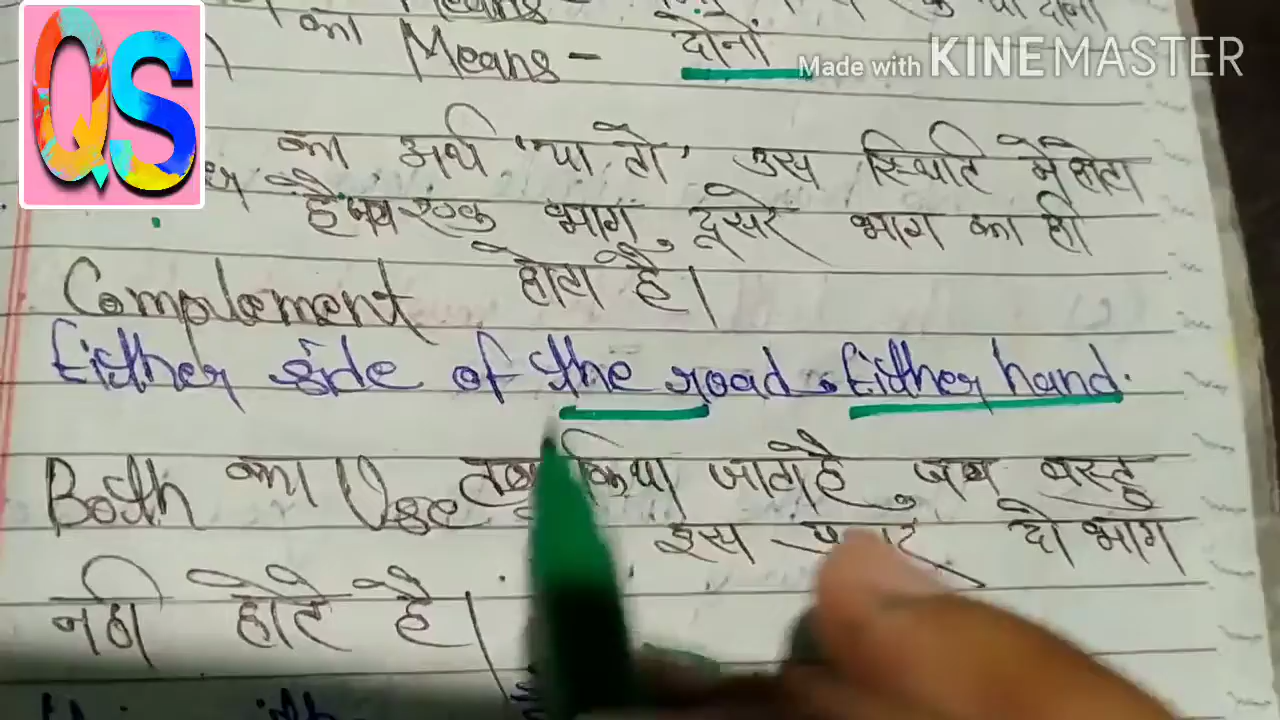 का Means - दोनों
Made with KINEMASTER
QS
का अर्थ 'या तो' उस स्थिति में होता
है जब एक भाग, दूसरे भाग का ही
Complement होता है।
Either side of the road. Either hand.
Both का Use तब किया जाता है, जब वस्तु
इस दो भाग
नही होते है।